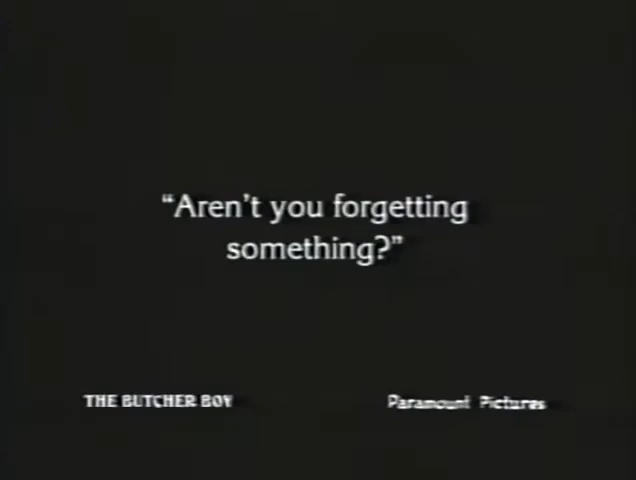 “Aren’t you forgetting
something?”
THE BUTCHER BOY Paramount Pictures